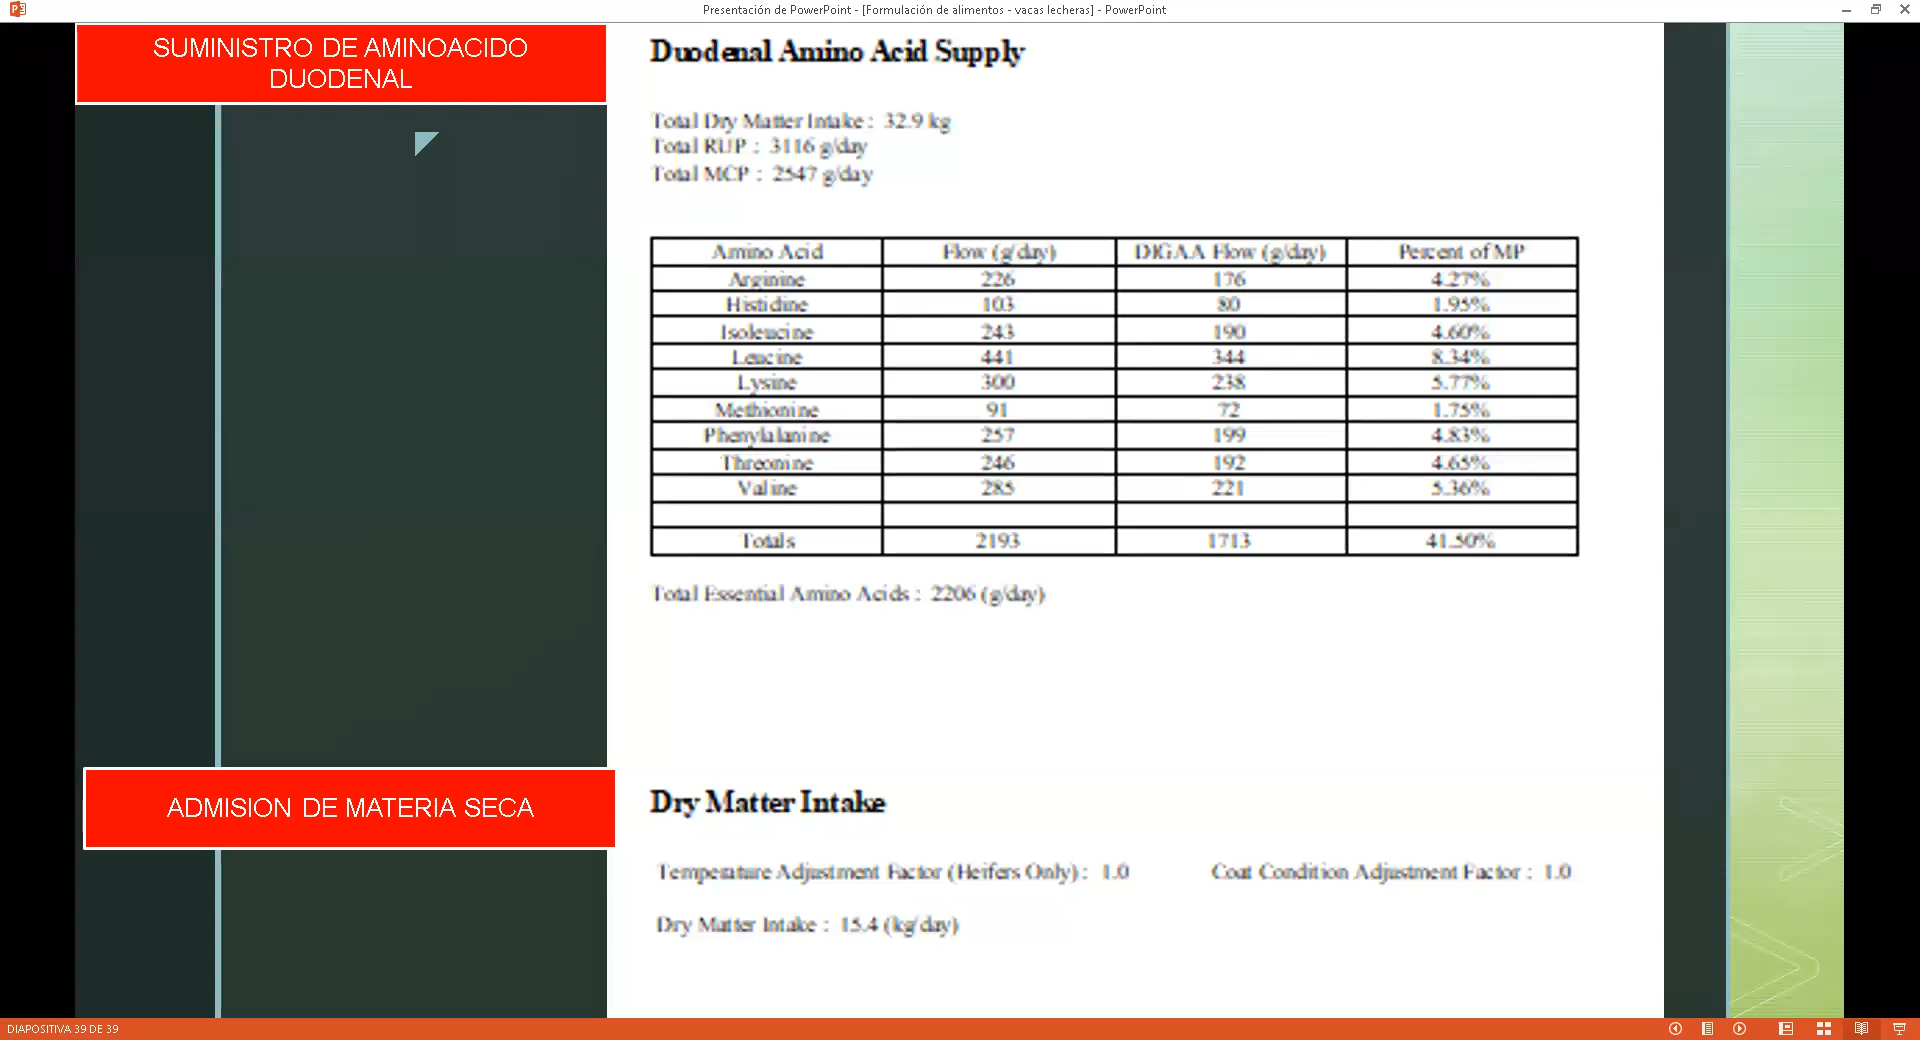 Presentación de PowerPoint - [Formulación de alimentos - vacas lecheras] - PowerPoint
SUMINISTRO DE AMINOACIDO
DUODENAL
Duodenal Amino Acid Supply
Total Dry Matter Intake : 32.9 kg
Total RUP : 3116 g/day
Total MCP : 2547 g/day
Amino Acid Flow (g/day) DIGAA Flow (g/day) Percent of MP
Arginine 226 176 4.27%
Histidine 103 80 1.95%
Isoleucine 243 190 4.60%
Leucine 441 344 8.34%
Lysine 300 238 5.77%
Methionine 91 72 1.75%
Phenylalanine 257 199 4.83%
Threonine 246 192 4.65%
Valine 285 221 5.36%
Totals 2193 1713 41.50%
Total Essential Amino Acids : 2206 (g/day)
ADMISION DE MATERIA SECA
Dry Matter Intake
Temperature Adjustment Factor (Heifers Only) : 1.0 Coat Condition Adjustment Factor : 1.0
Dry Matter Intake : 15.4 (kg/day)
DIAPOSITIVA 39 DE 39